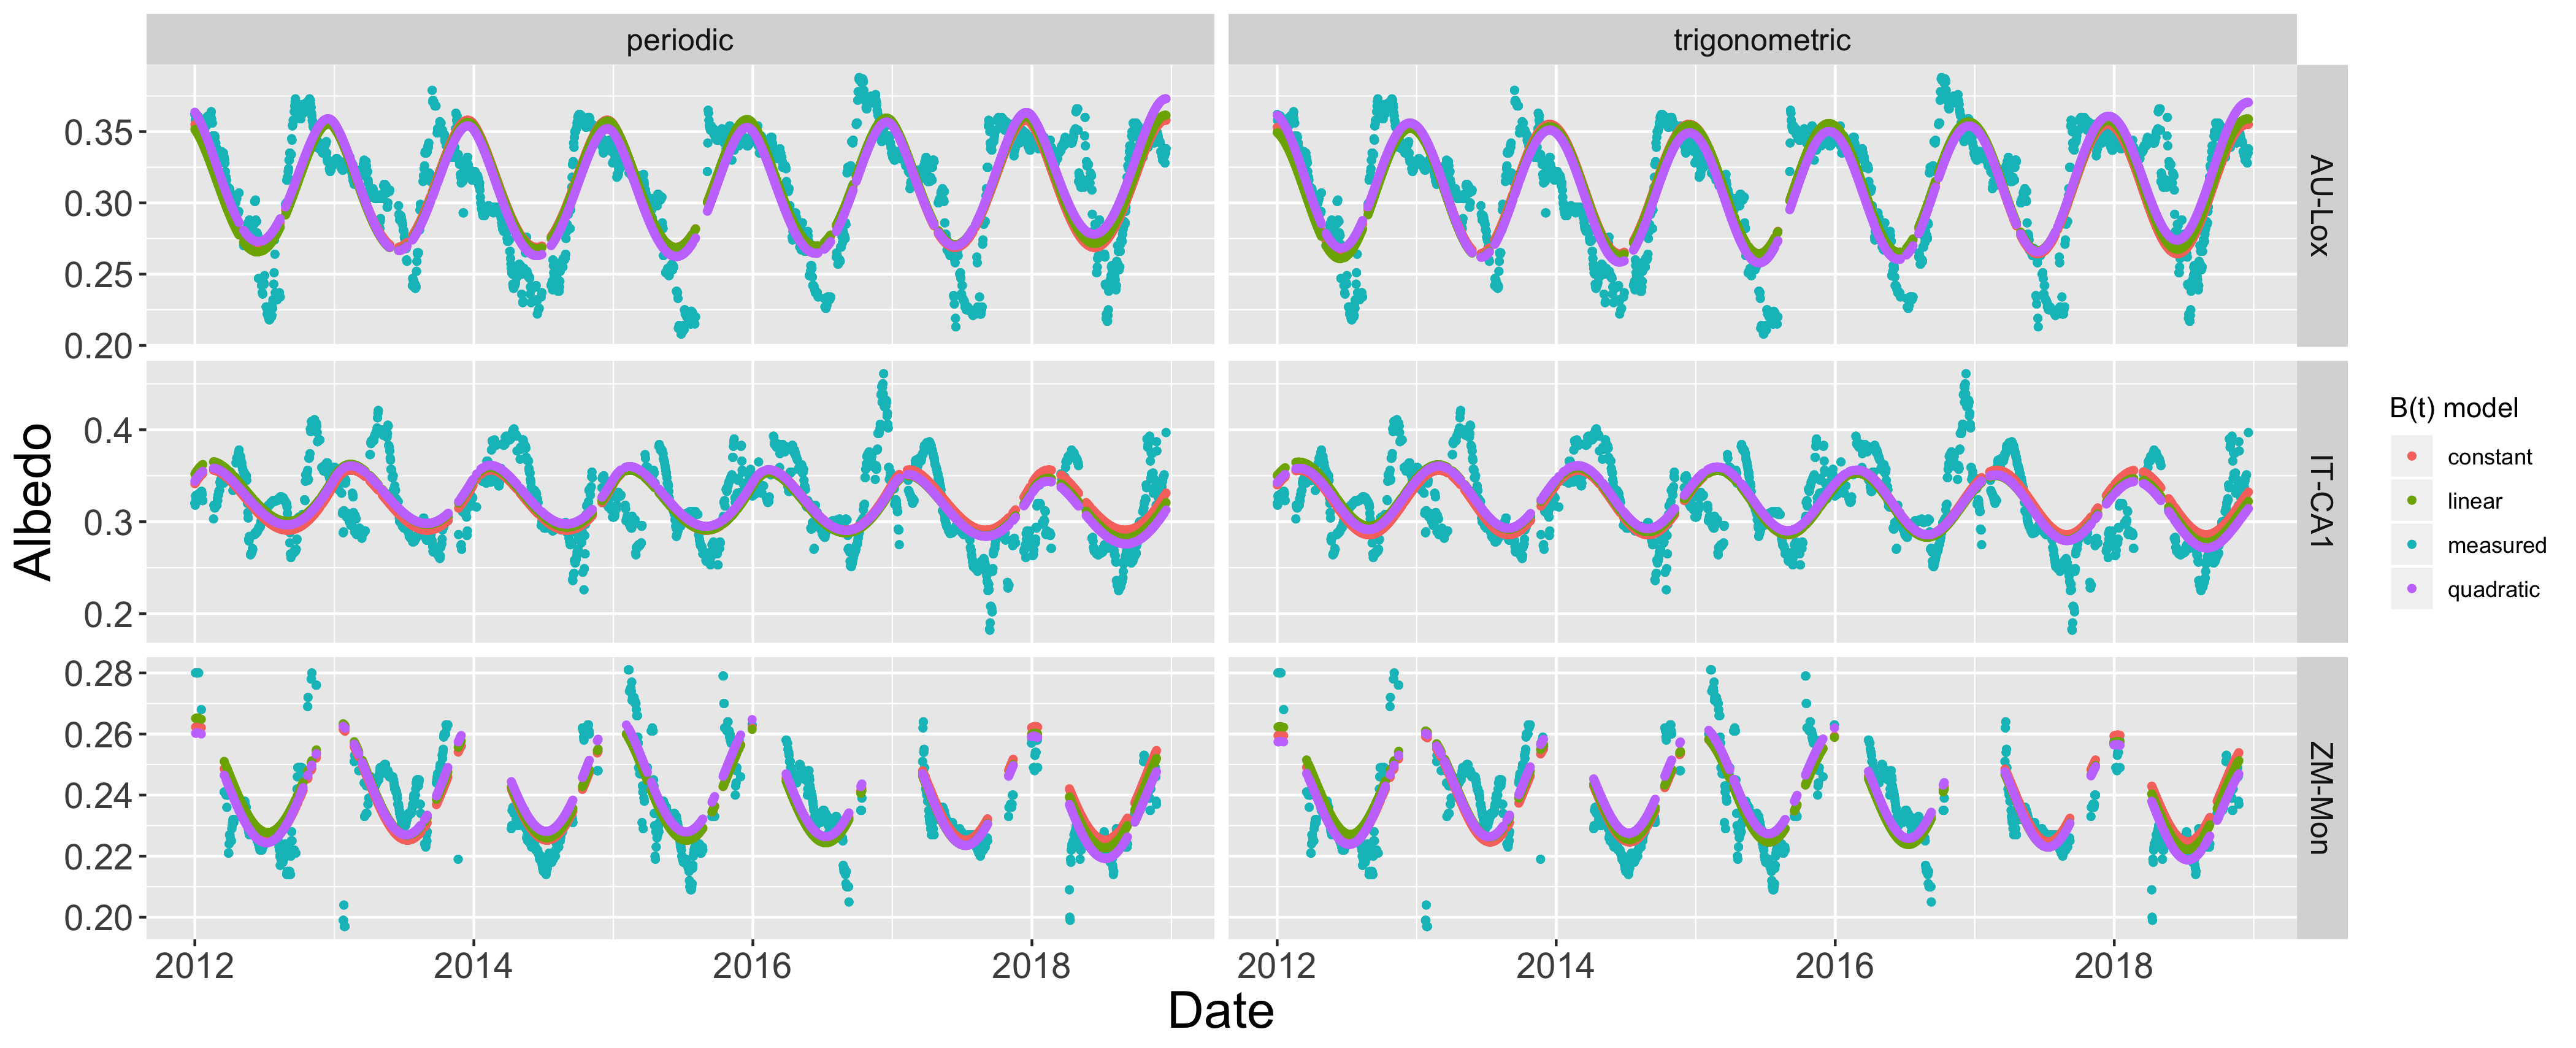 periodic
trigonometric
Albedo
0.35
0.30
0.25
0.20
AU-Lox
0.4
0.3
0.2
IT-CA1
0.28
0.26
0.24
0.22
0.20
ZM-Mon
2012
2014
2016
2018
2012
2014
2016
2018
Date
B(t) model
constant
linear
measured
quadratic